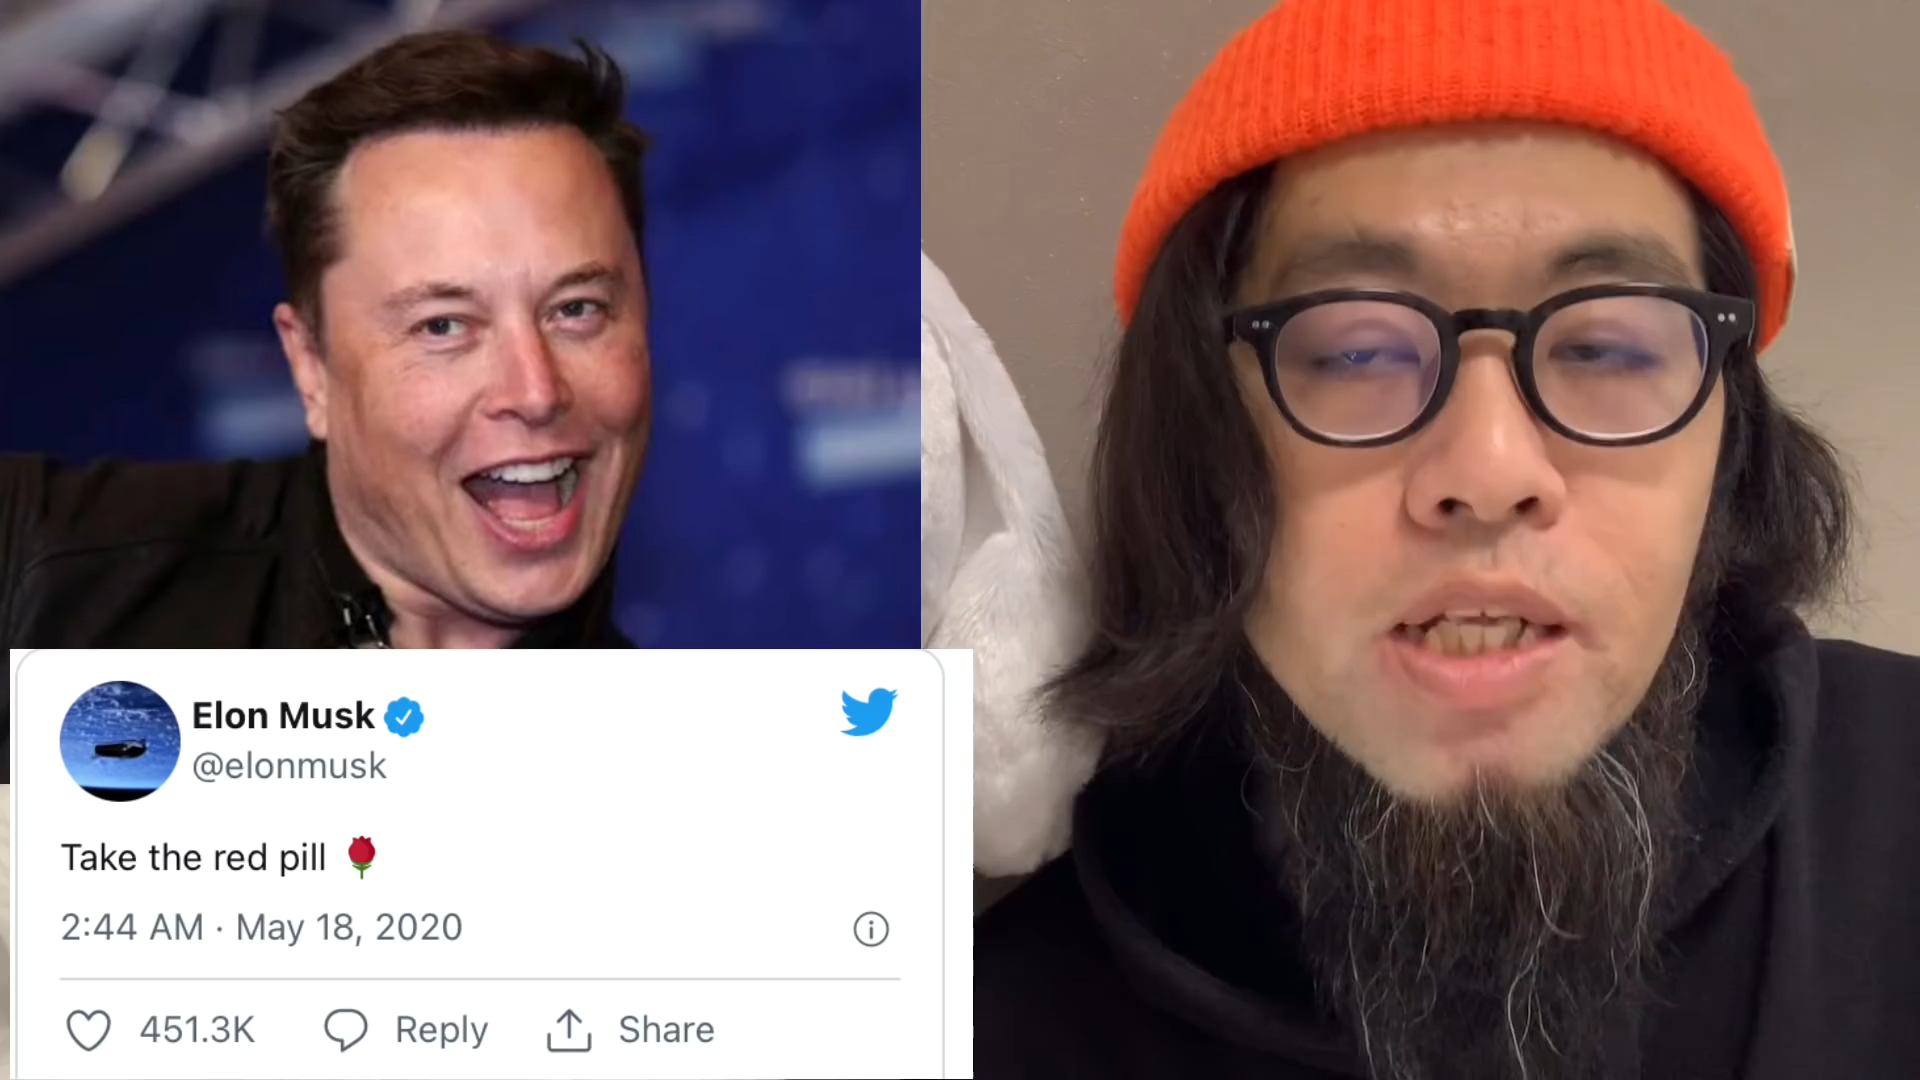 Elon Musk
@elonmusk
Take the red pill 🌹
2:44 AM · May 18, 2020
451.3K Reply Share